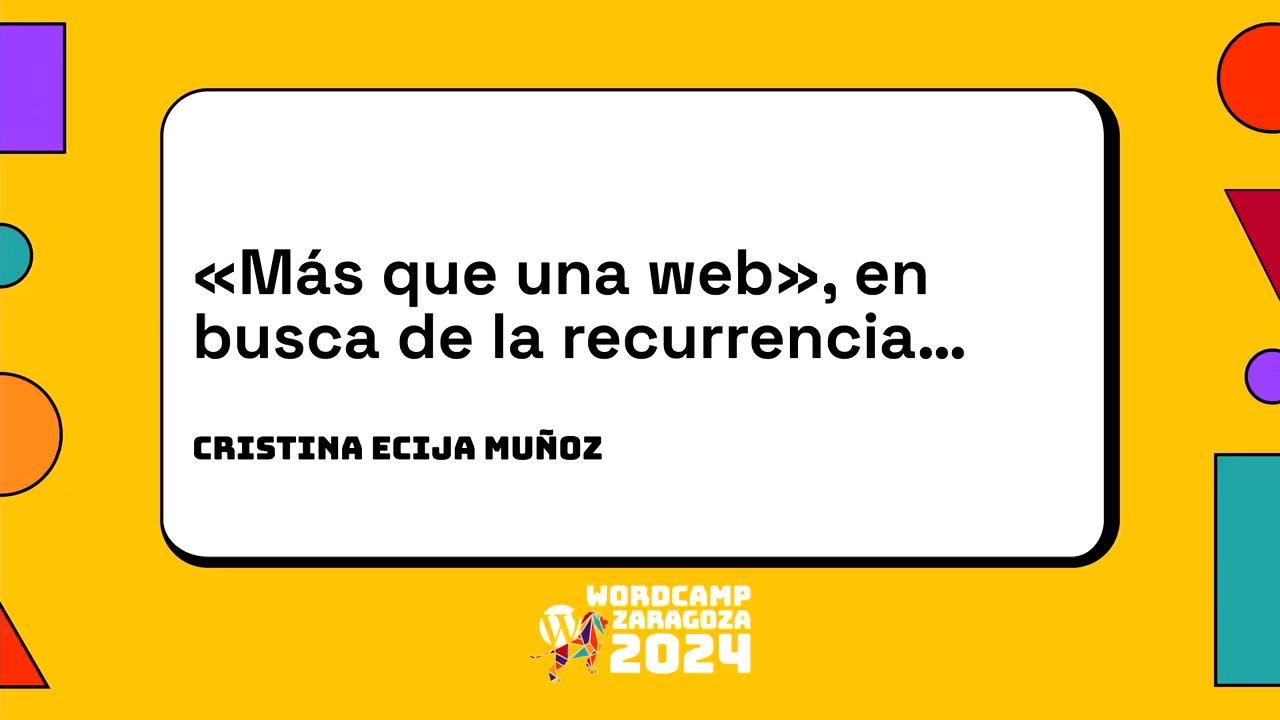 «Más que una web», en
busca de la recurrencia...
CRISTINA ECIJA MUÑOZ
WORDCAMP
ZARAGOZA
2024